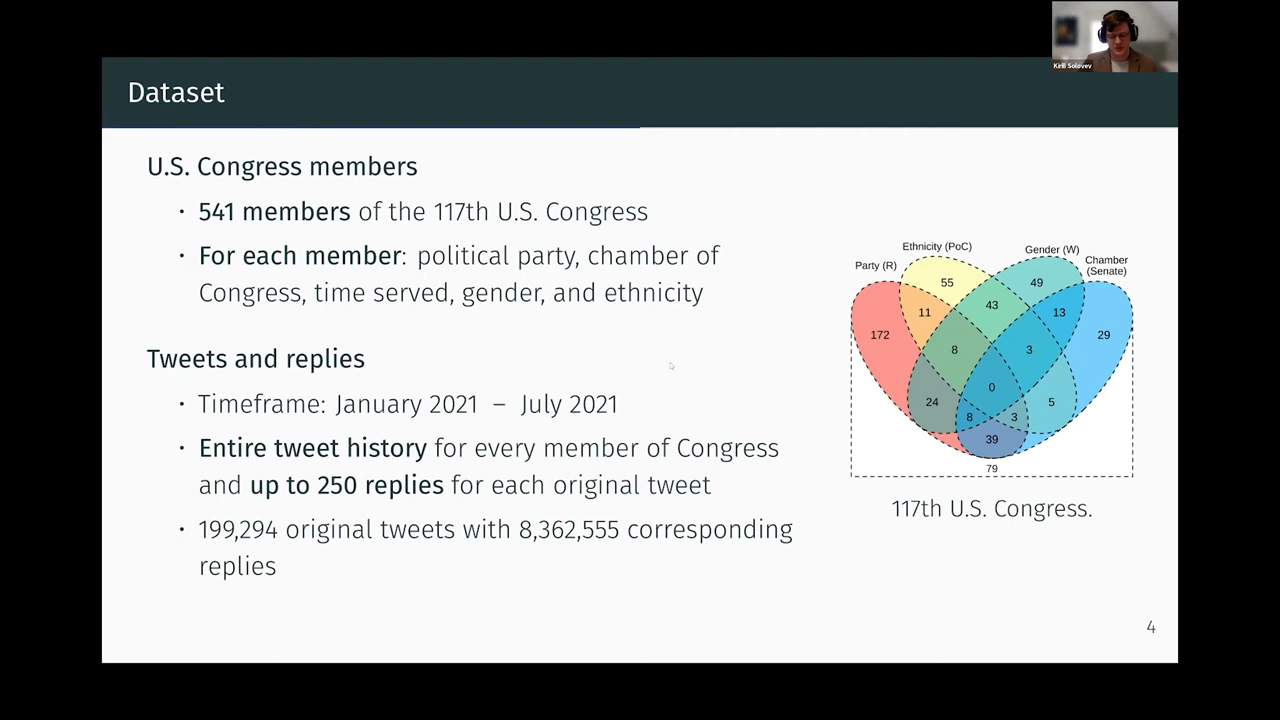 Kirill Solovev
Dataset
U.S. Congress members
• 541 members of the 117th U.S. Congress
• For each member: political party, chamber of
Congress, time served, gender, and ethnicity
Tweets and replies
• Timeframe: January 2021 – July 2021
• Entire tweet history for every member of Congress
and up to 250 replies for each original tweet
• 199,294 original tweets with 8,362,555 corresponding
replies
Ethnicity (PoC)
Gender (W)
Party (R)
Chamber
(Senate)
55
49
43
11
13
172
29
8
3
0
24
5
8
3
39
79
117th U.S. Congress.
4